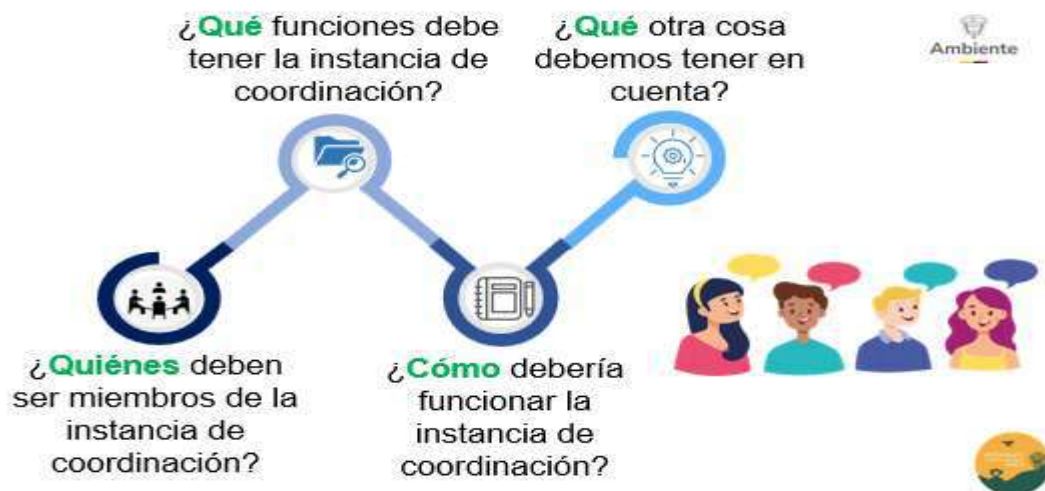 ¿Qué funciones debe
tener la instancia de
coordinación?
¿Qué otra cosa
debemos tener en
cuenta?
Ambiente
¿Quiénes deben
ser miembros de la
instancia de
coordinación?
¿Cómo debería
funcionar la
instancia de
coordinación?